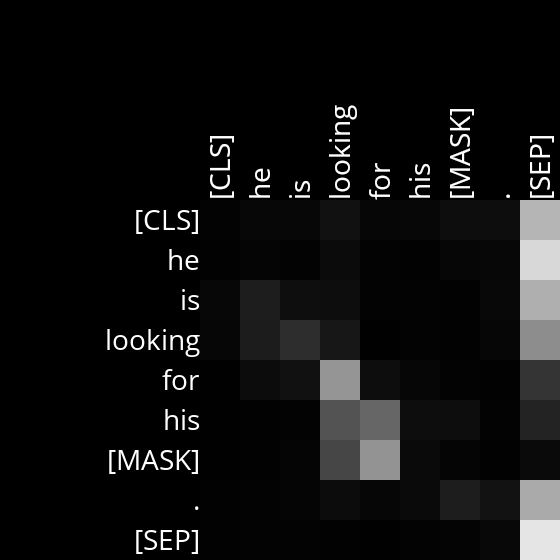 [CLS] he is looking for his [MASK] . [SEP]
[CLS]
he
is
looking
for
his
[MASK]
.
[SEP]